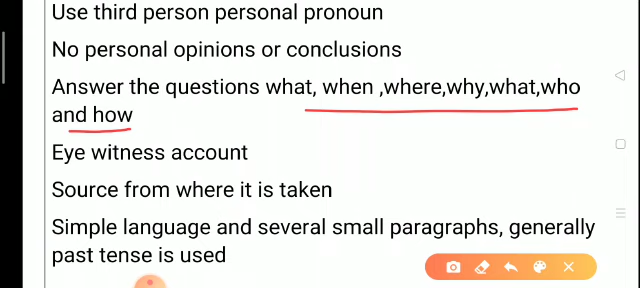 Use third person personal pronoun
No personal opinions or conclusions
Answer the questions what, when ,where,why,what,who
and how
Eye witness account
Source from where it is taken
Simple language and several small paragraphs, generally
past tense is used